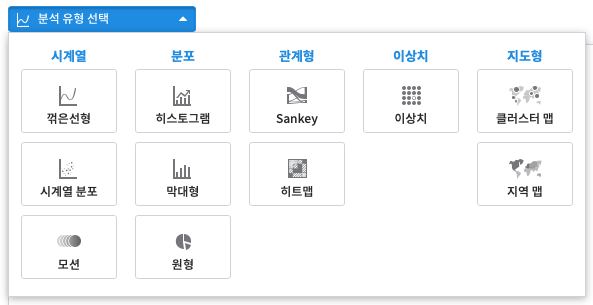 분석 유형 선택
시계열 분포 관계형 이상치 지도형
꺾은선형 히스토그램 Sankey 이상치 클러스터 맵
시계열 분포 막대형 히트맵 지역 맵
모션 원형